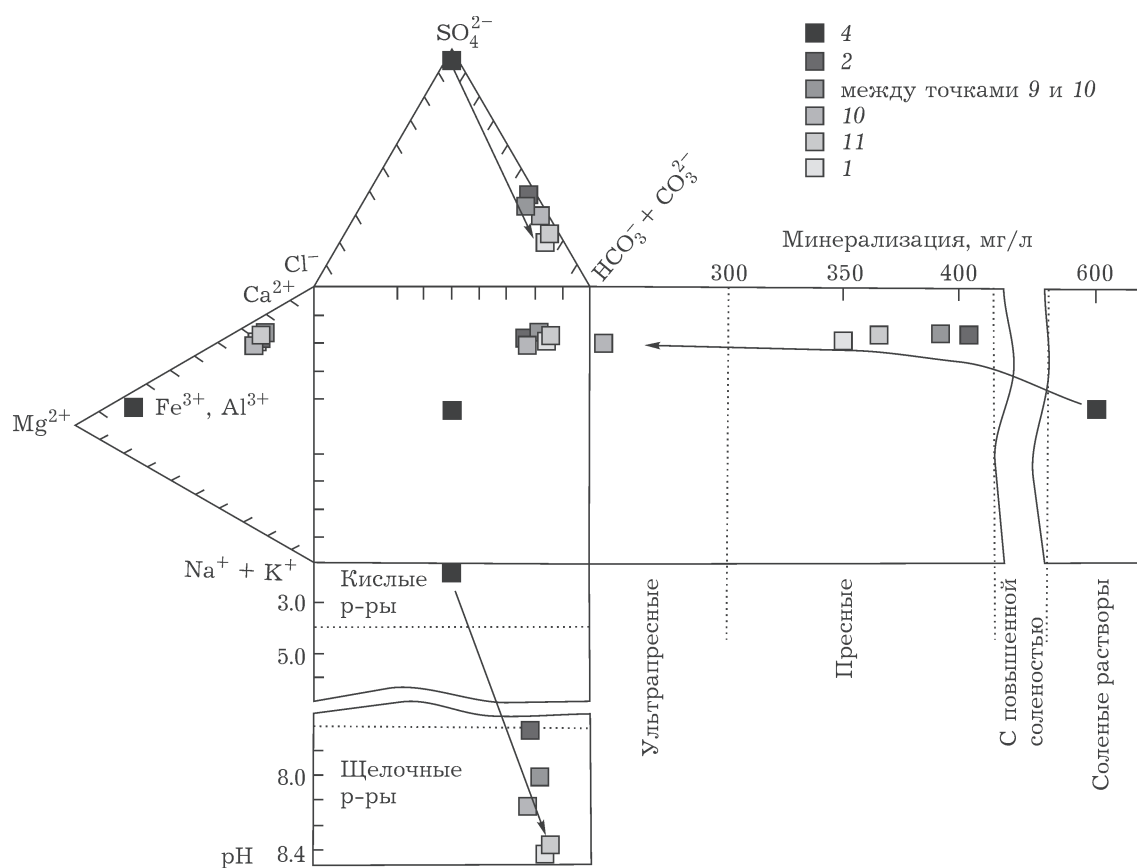 SO₄²⁻
4
2
между точками 9 и 10
10
11
1
HCO₃⁻ + CO₃²⁻
Cl⁻
Ca²⁺
Минерализация, мг/л
300 350 400 600
Mg²⁺
Fe³⁺, Al³⁺
Na⁺ + K⁺
Кислые
р-ры
3.0
5.0
Щелочные
р-ры
8.0
pH 8.4
Ультрапресные
Пресные
С повышенной
соленостью
Соленые растворы